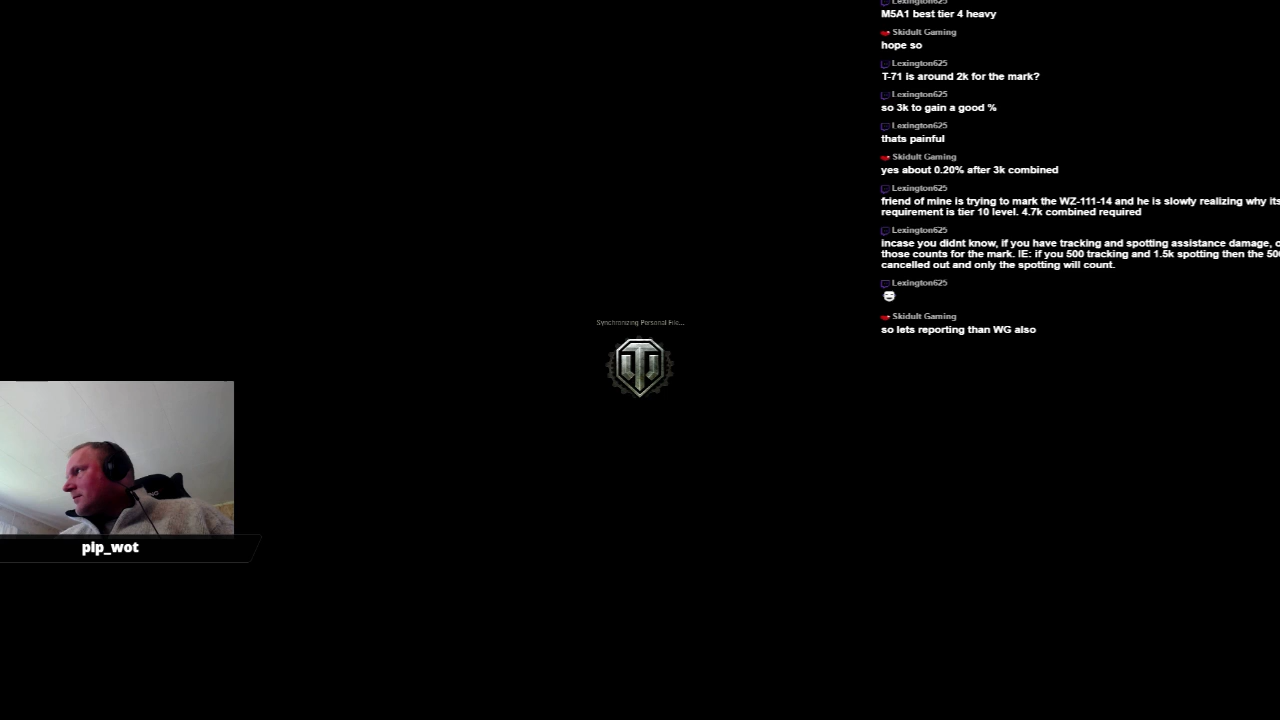 Lexington625
M5A1 best tier 4 heavy
Skidult Gaming
hope so
Lexington625
T-71 is around 2k for the mark?
Lexington625
so 3k to gain a good %
Lexington625
thats painful
Skidult Gaming
yes about 0.20% after 3k combined
Lexington625
friend of mine is trying to mark the WZ-111-14 and he is slowly realizing why its
requirement is tier 10 level. 4.7k combined required
Lexington625
incase you didnt know, if you have tracking and spotting assistance damage,
those counts for the mark. IE: if you 500 tracking and 1.5k spotting then the
cancelled out and only the spotting will count.
Lexington625
Skidult Gaming
so lets reporting than WG also
Synchronizing Personal File...
pip_wot